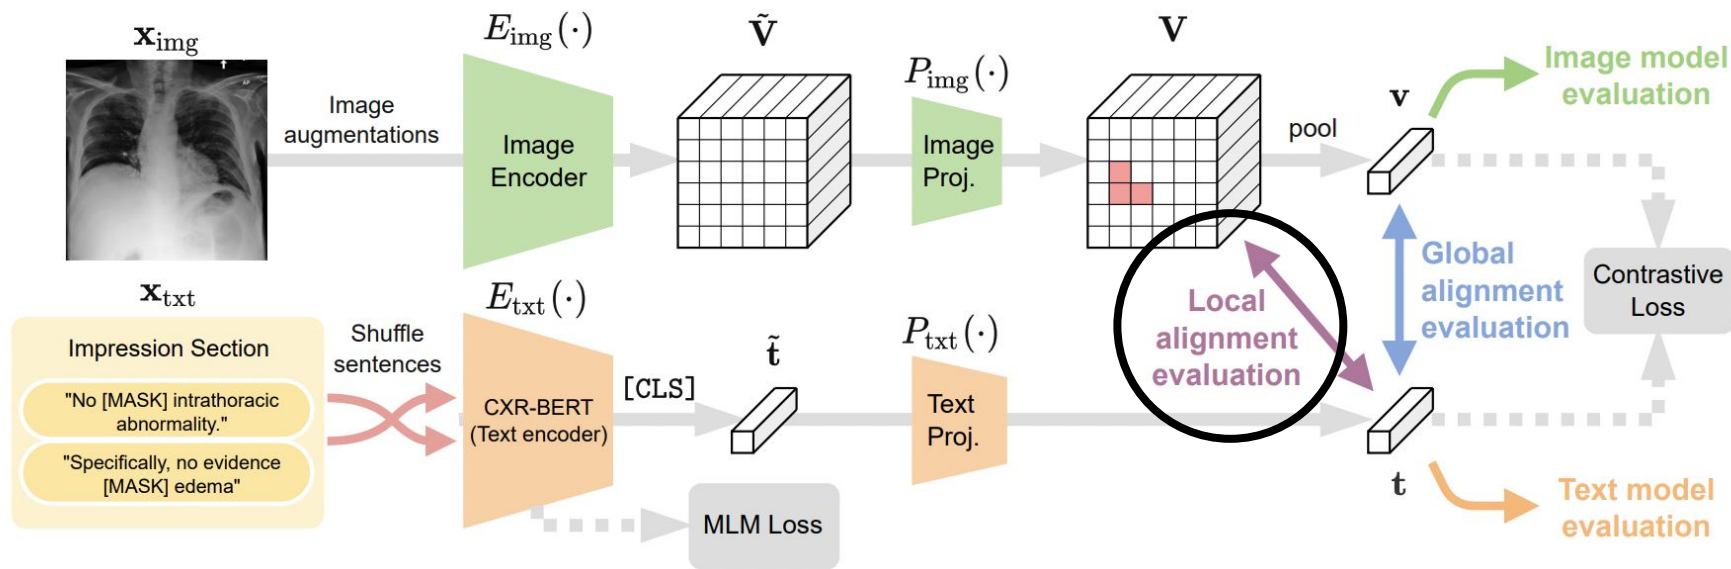 x_img
E_img(·)
Ṽ
V
Image model
evaluation
P_img(·)
v
AP
Image
augmentations
Image
Encoder
Image
Proj.
pool
x_txt
E_txt(·)
Global
alignment
evaluation
Contrastive
Loss
Local
alignment
evaluation
Impression Section
Shuffle
sentences
t̃
P_txt(·)
"No [MASK] intrathoracic
abnormality."
"Specifically, no evidence
[MASK] edema"
CXR-BERT
(Text encoder)
[CLS]
Text
Proj.
t
Text model
evaluation
MLM Loss